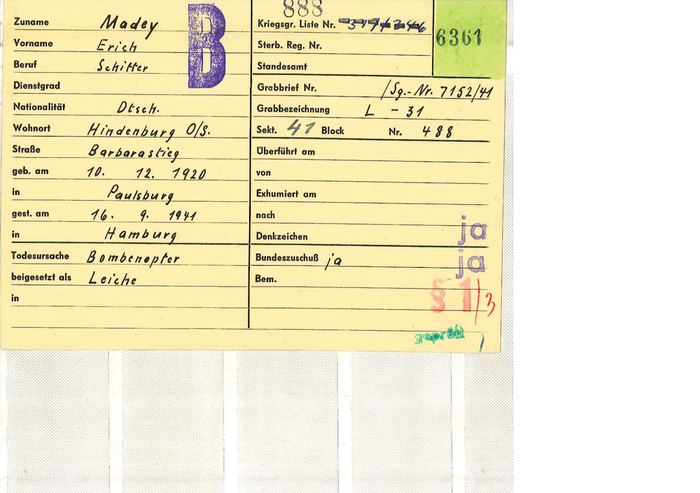 Zuname Madey
Vorname Erich
Beruf Schiffer
Dienstgrad
Nationalität Dtsch.
Wohnort Hindenburg O/S.
Straße Barbarastieg
geb. am 10. 12. 1920
in Paulsburg
gest. am 16. 9. 1941
in Hamburg
Todesursache Bombenopfer
beigesetzt als Leiche
in
B
888
Kriegsgr. Liste Nr.
6361
Sterb. Reg. Nr.
Standesamt
Grabbrief Nr. /Sg.-Nr. 7152/41
Grabbezeichnung L - 31
Sekt. 41 Block Nr. 488
Überführt am
von
Exhumiert am
nach
Denkzeichen ja
Bundeszuschuß ja ja
Bem.
§ 1/3